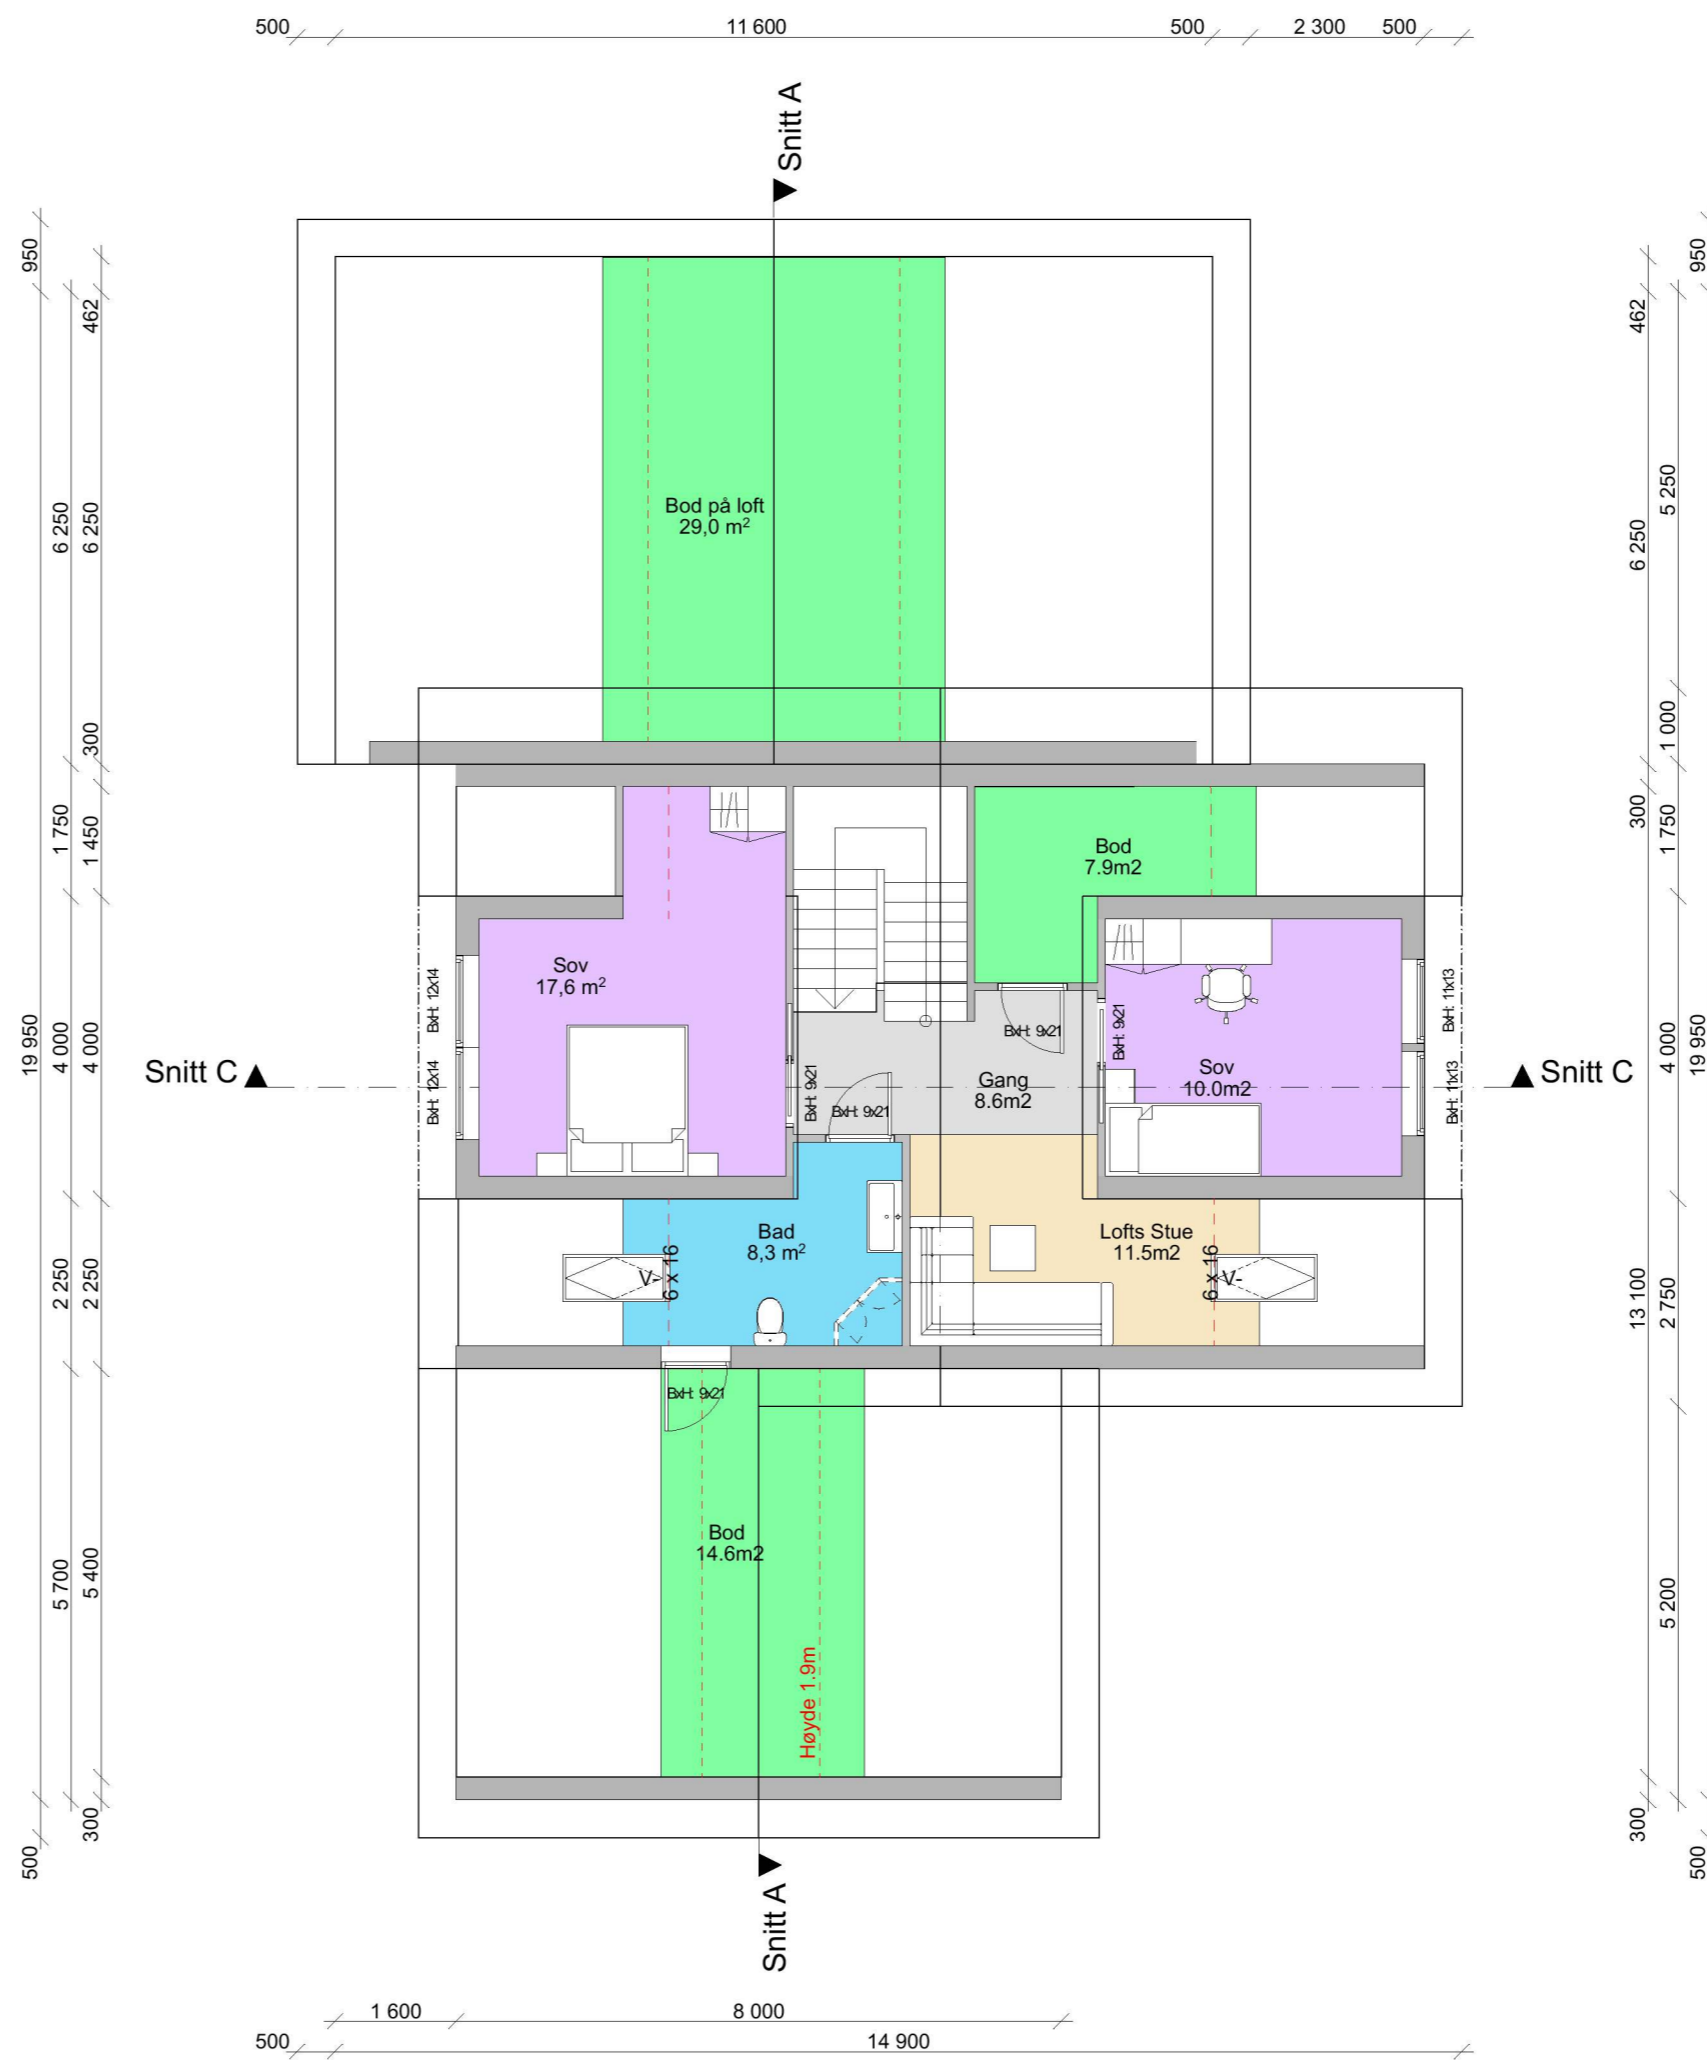 500
11 600
500
2 300
500
Snitt A
950
462
6 250
6 250
300
1 750
1 450
19 950
4 000
4 000
2 250
2 250
5 700
5 400
300
500
950
462
5 250
6 250
1 000
300
1 750
4 000
19 950
13 100
2 750
5 200
300
500
Bod på loft
29,0 m²
Bod
7.9m2
Sov
17,6 m²
BxH: 12x14
BxH: 12x14
BxH: 9x21
BxH: 9x21
BxH: 9x21
BxH: 9x21
BxH: 11x13
BxH: 11x13
Snitt C
Snitt C
Gang
8.6m2
Sov
10.0m2
Bad
8,3 m²
Lofts Stue
11.5m2
V-
6 x 16
6 x 16
V-
BxH: 9x21
Bod
14.6m2
Høyde 1.9m
Snitt A
1 600
8 000
500
14 900